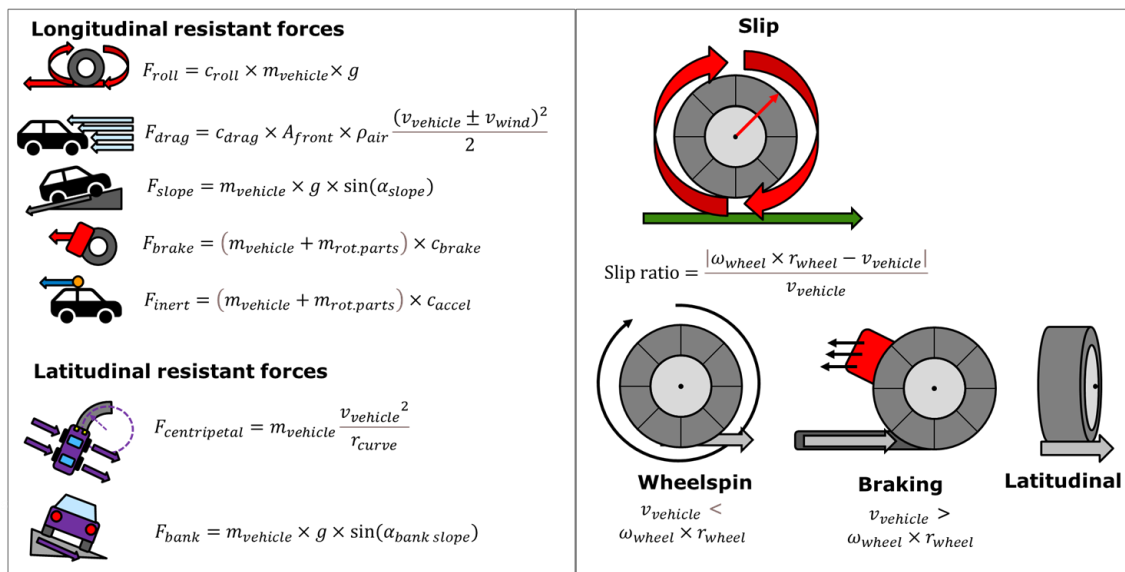 Longitudinal resistant forces
F_roll = c_roll × m_vehicle × g
F_drag = c_drag × A_front × ρ_air (v_vehicle ± v_wind)² / 2
F_slope = m_vehicle × g × sin(α_slope)
F_brake = (m_vehicle + m_rot.parts) × c_brake
F_inert = (m_vehicle + m_rot.parts) × c_accel
Latitudinal resistant forces
F_centripetal = m_vehicle v_vehicle² / r_curve
F_bank = m_vehicle × g × sin(α_bank slope)
Slip
Slip ratio = |ω_wheel × r_wheel − v_vehicle| / v_vehicle
Wheelspin
v_vehicle <
ω_wheel × r_wheel
Braking
v_vehicle >
ω_wheel × r_wheel
Latitudinal